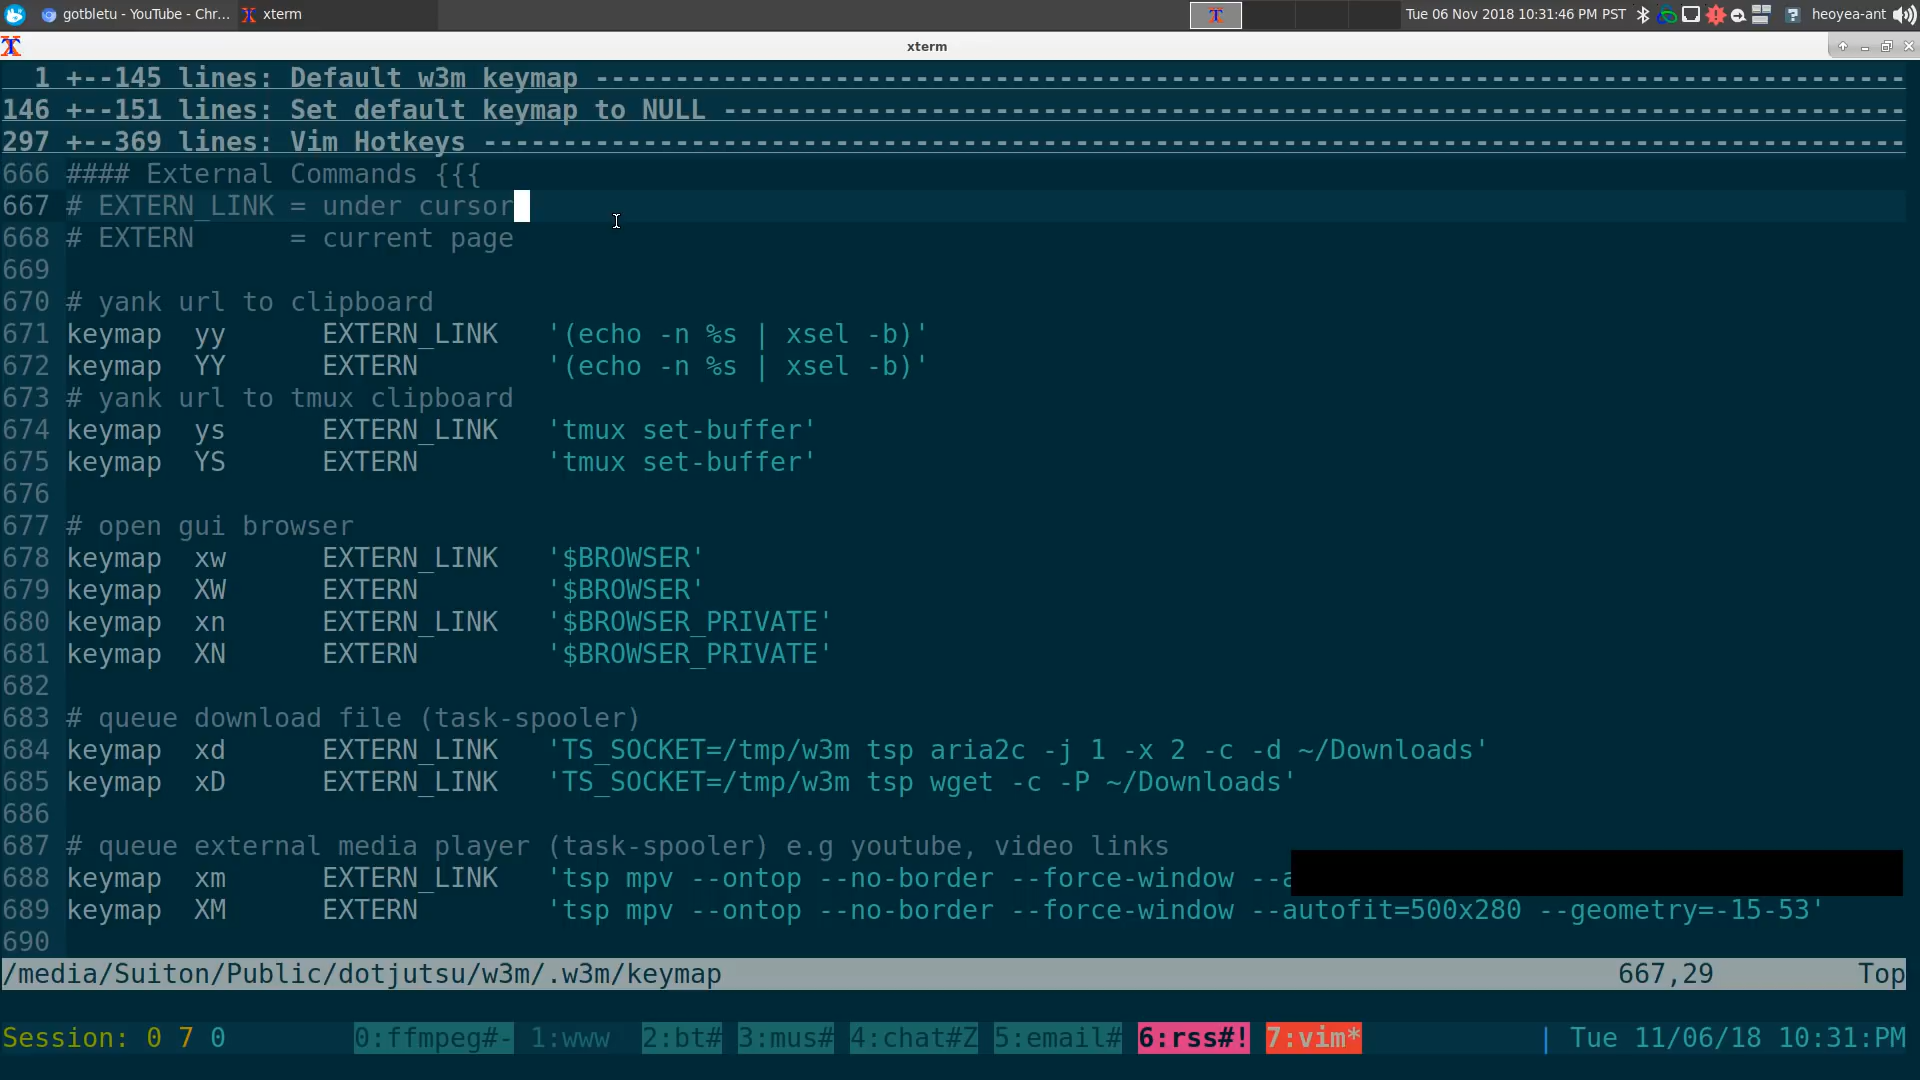 gotbletu - YouTube - Chr... xterm Tue 06 Nov 2018 10:31:46 PM PST heoyea-ant
xterm
1 +--145 lines: Default w3m keymap ----------------------------------------------------------------------------------
146 +--151 lines: Set default keymap to NULL --------------------------------------------------------------------------
297 +--369 lines: Vim Hotkeys -----------------------------------------------------------------------------------------
666 #### External Commands {{{
667 # EXTERN_LINK = under cursor
668 # EXTERN      = current page
669
670 # yank url to clipboard
671 keymap  yy      EXTERN_LINK   '(echo -n %s | xsel -b)'
672 keymap  YY      EXTERN        '(echo -n %s | xsel -b)'
673 # yank url to tmux clipboard
674 keymap  ys      EXTERN_LINK   'tmux set-buffer'
675 keymap  YS      EXTERN        'tmux set-buffer'
676
677 # open gui browser
678 keymap  xw      EXTERN_LINK   '$BROWSER'
679 keymap  XW      EXTERN        '$BROWSER'
680 keymap  xn      EXTERN_LINK   '$BROWSER_PRIVATE'
681 keymap  XN      EXTERN        '$BROWSER_PRIVATE'
682
683 # queue download file (task-spooler)
684 keymap  xd      EXTERN_LINK   'TS_SOCKET=/tmp/w3m tsp aria2c -j 1 -x 2 -c -d ~/Downloads'
685 keymap  xD      EXTERN_LINK   'TS_SOCKET=/tmp/w3m tsp wget -c -P ~/Downloads'
686
687 # queue external media player (task-spooler) e.g youtube, video links
688 keymap  xm      EXTERN_LINK   'tsp mpv --ontop --no-border --force-window
689 keymap  XM      EXTERN        'tsp mpv --ontop --no-border --force-window --autofit=500x280 --geometry=-15-53'
690
/media/Suiton/Public/dotjutsu/w3m/.w3m/keymap 667,29 Top
Session: 0 7 0 0:ffmpeg#- 1:www 2:bt# 3:mus# 4:chat#Z 5:email# 6:rss#! 7:vim* | Tue 11/06/18 10:31:PM